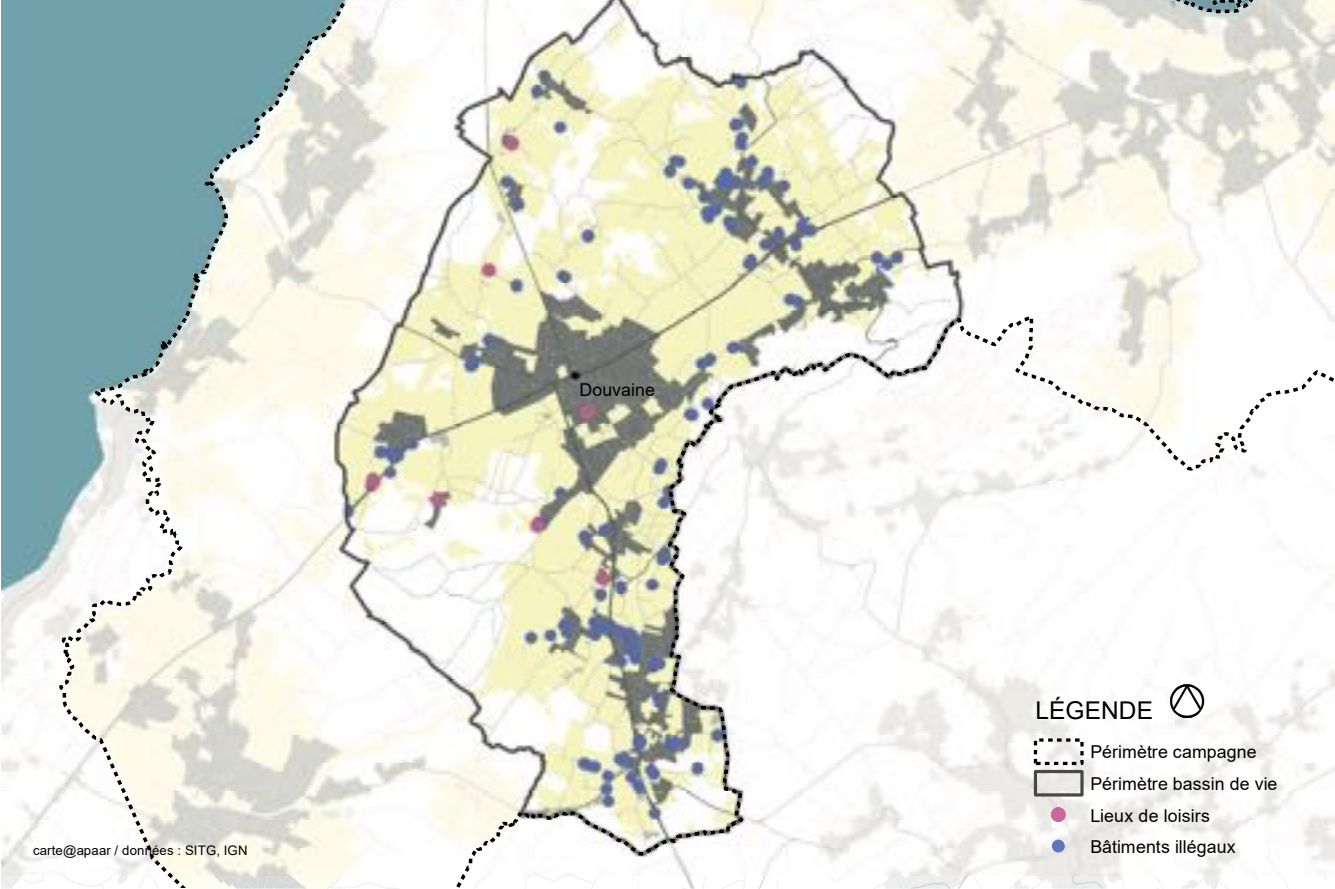 Douvaine
LÉGENDE
Périmètre campagne
Périmètre bassin de vie
Lieux de loisirs
Bâtiments illégaux
carte@apaar / données : SITG, IGN